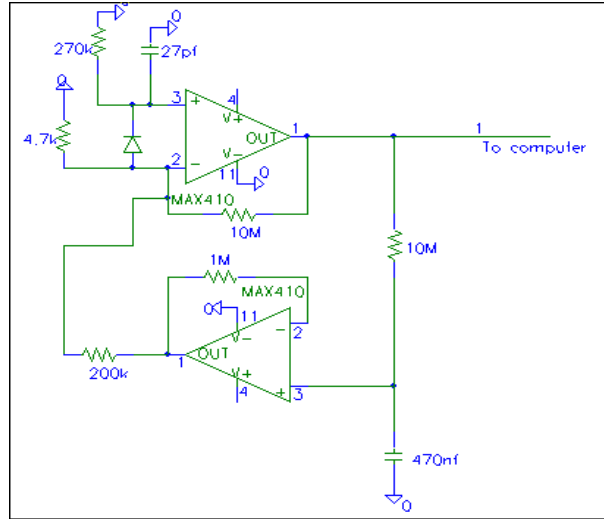 0
0
270k
27pf
0
4.7k
3
+
4
V+
OUT
1
1
To computer
2
-
V-
11
0
MAX410
10M
10M
1M
MAX410
0
11
V-
-
2
OUT
1
200k
V+
4
+
3
470nf
0